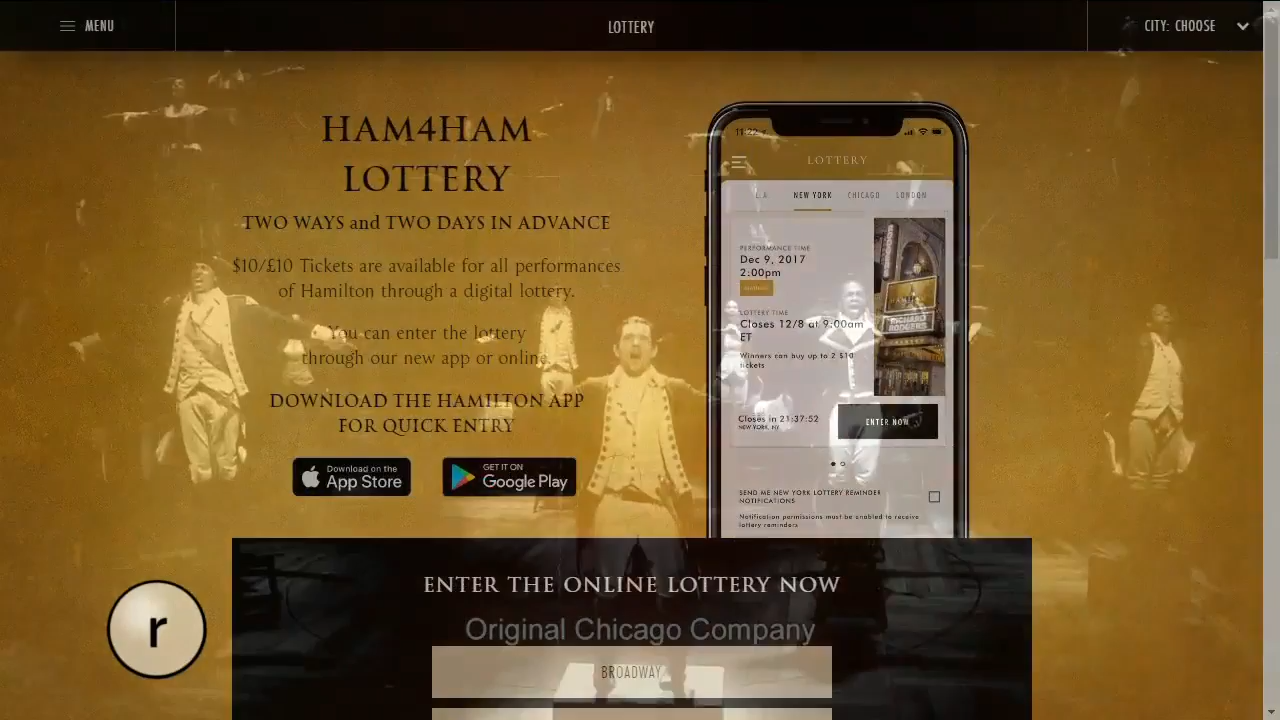 MENU
LOTTERY
CITY: CHOOSE
HAM4HAM
LOTTERY
TWO WAYS and TWO DAYS IN ADVANCE
$10/£10 Tickets are available for all performances
of Hamilton through a digital lottery.
You can enter the lottery
through our new app or online.
DOWNLOAD THE HAMILTON APP
FOR QUICK ENTRY
Download on the
App Store
GET IT ON
Google Play
11:22
LOTTERY
L.A.
NEW YORK
CHICAGO
LONDON
PERFORMANCE TIME
Dec 9, 2017
2:00pm
LOTTERY TIME
Closes 12/8 at 9:00am
ET
Winners can buy up to 2 $10
tickets
HAMILTON
RICHARD
RODGERS
Closes in 21:37:52
NEW YORK, NY
ENTER NOW
SEND ME NEW YORK LOTTERY REMINDER
NOTIFICATIONS
Notification permissions must be enabled to receive
lottery reminders
ENTER THE ONLINE LOTTERY NOW
Original Chicago Company
BROADWAY
r